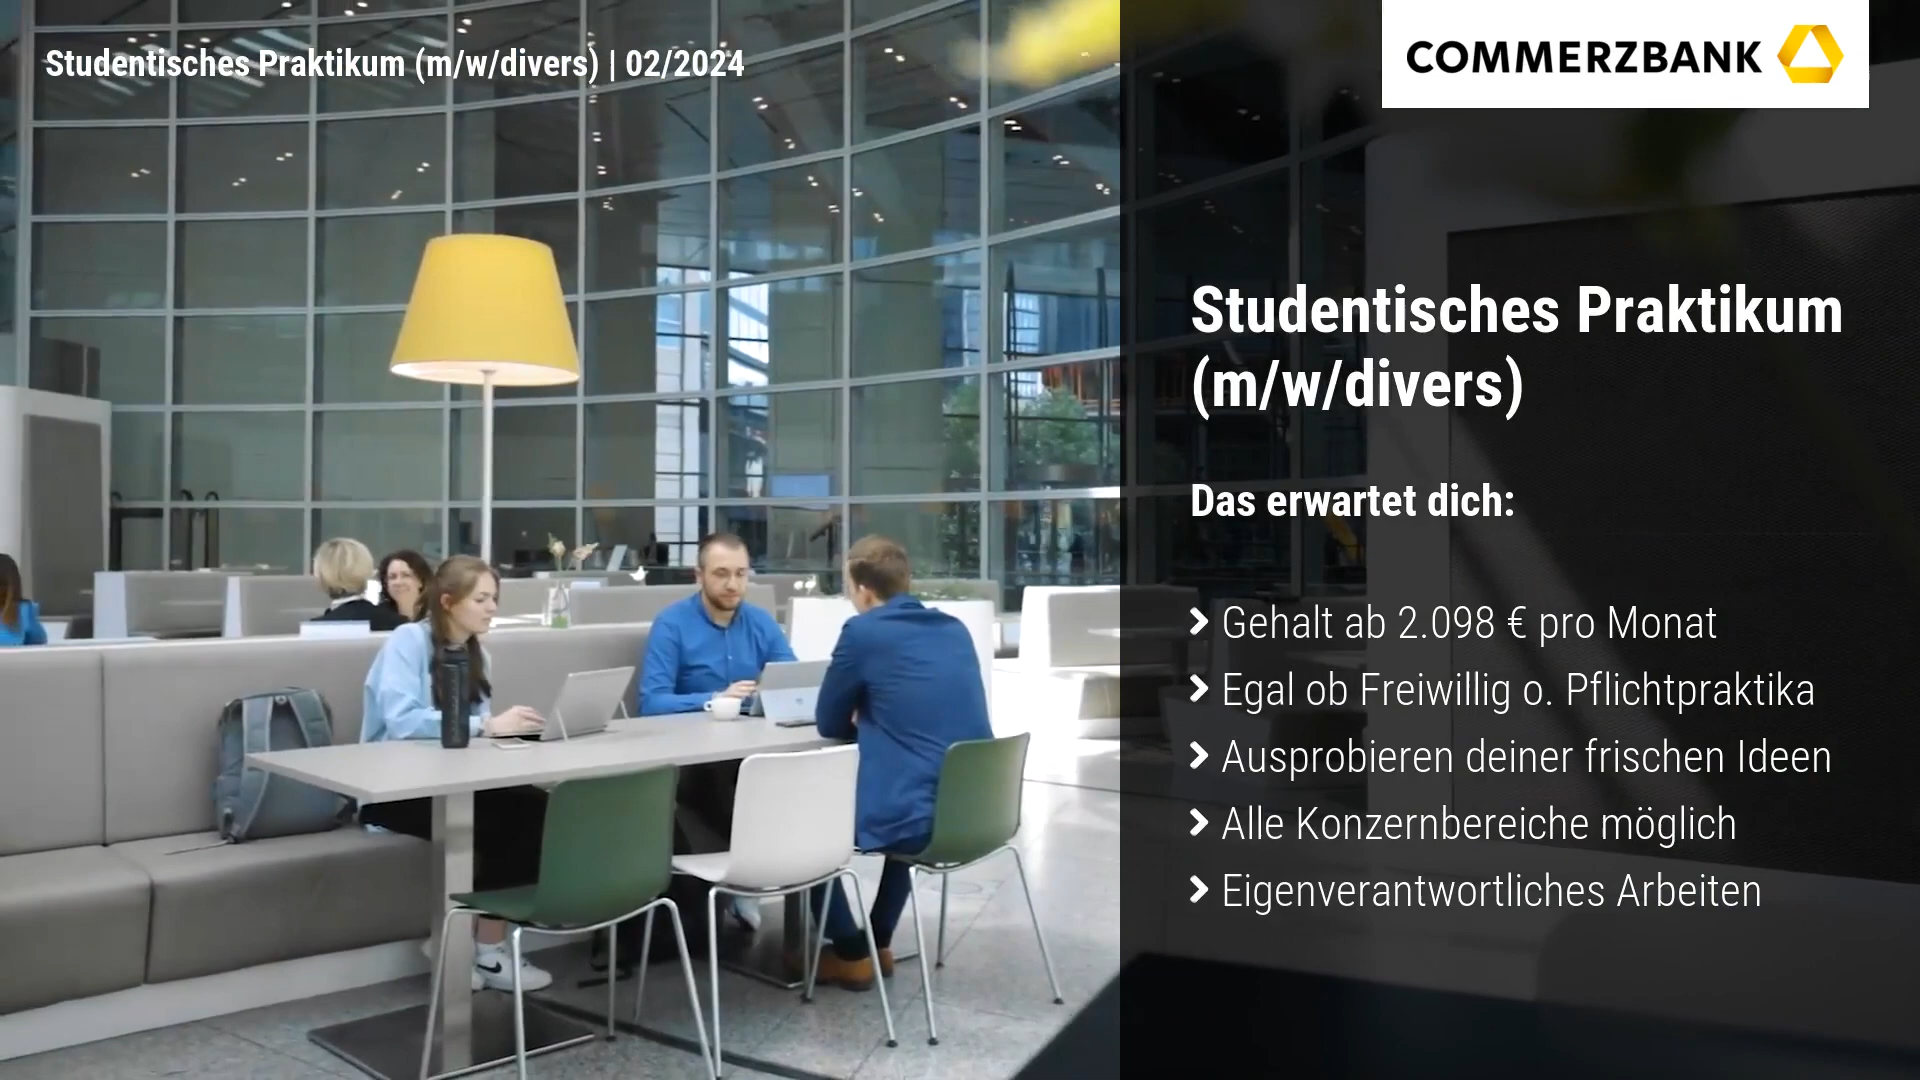 Studentisches Praktikum (m/w/divers) | 02/2024
COMMERZBANK
Studentisches Praktikum
(m/w/divers)
Das erwartet dich:
Gehalt ab 2.098 € pro Monat
Egal ob Freiwillig o. Pflichtpraktika
Ausprobieren deiner frischen Ideen
Alle Konzernbereiche möglich
Eigenverantwortliches Arbeiten